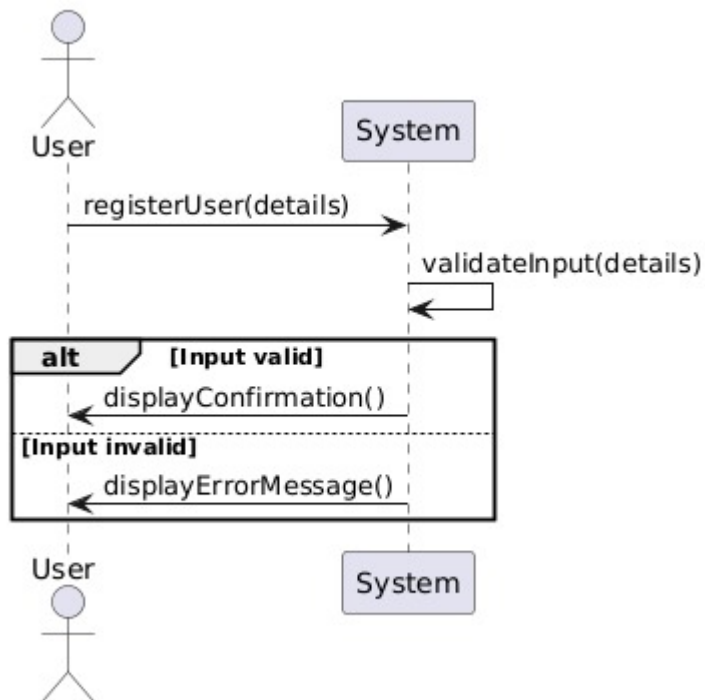 User
System
registerUser(details)
validateInput(details)
alt [Input valid]
displayConfirmation()
[Input invalid]
displayErrorMessage()
User
System